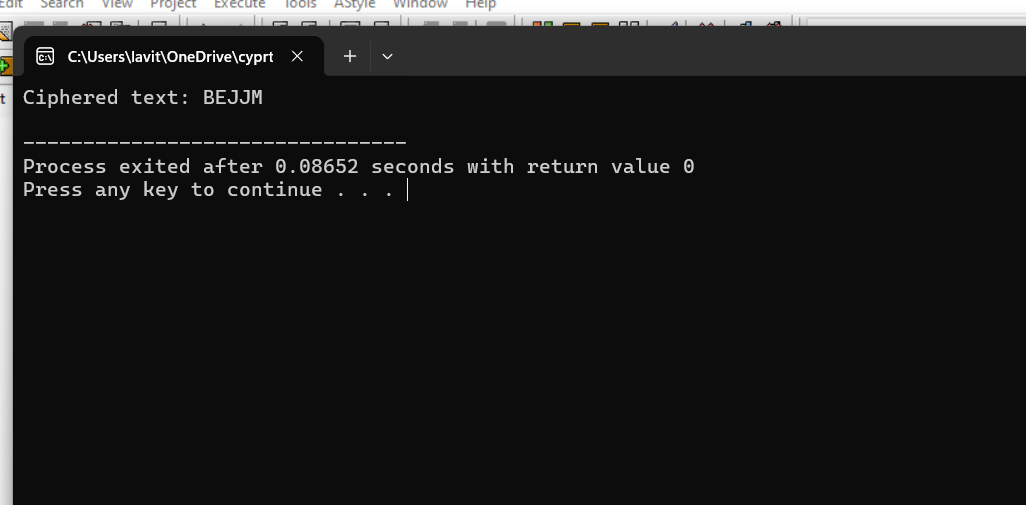 Edit Search View Project Execute Tools AStyle Window Help
C:\Users\lavit\OneDrive\cyprt
Ciphered text: BEJJM
--------------------------------
Process exited after 0.08652 seconds with return value 0
Press any key to continue . . .